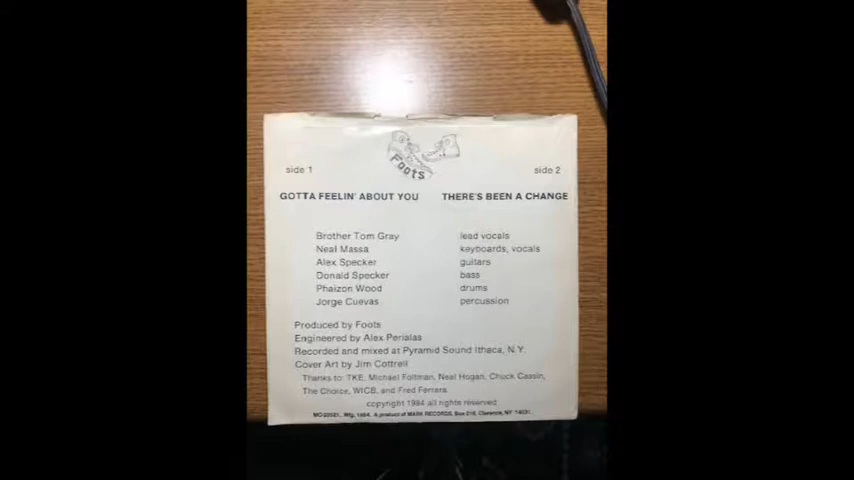 Foots
side 1 side 2
GOTTA FEELIN' ABOUT YOU THERE'S BEEN A CHANGE
Brother Tom Gray lead vocals
Neal Massa keyboards, vocals
Alex Specker guitars
Donald Specker bass
Phaizon Wood drums
Jorge Cuevas percussion
Produced by Foots
Engineered by Alex Perialas
Recorded and mixed at Pyramid Sound Ithaca, N.Y.
Cover Art by Jim Cottrell
Thanks to: TKE, Michael Foltman, Neal Hogan, Chuck Cassin,
The Choice, WICB, and Fred Ferrara
copyright 1984 all rights reserved
Mfg. 1984. A product of MARK RECORDS, Box 218, Clarence, NY 14031.